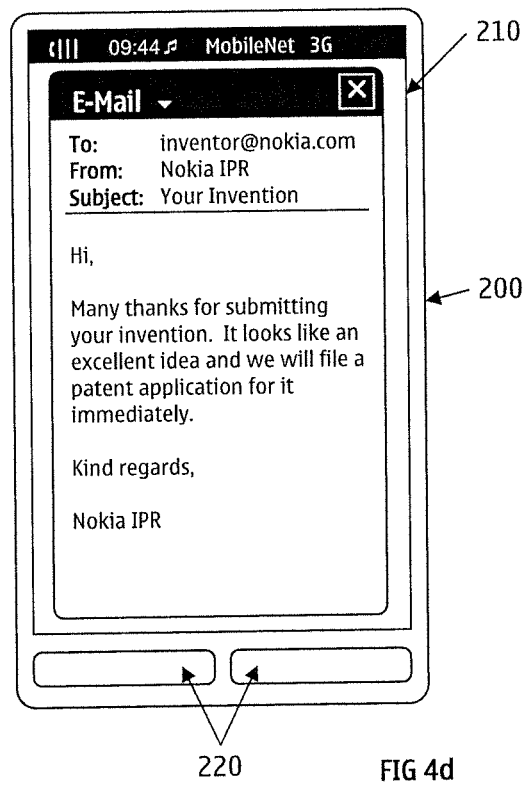 09:44 MobileNet 3G
210
E-Mail
To: inventor@nokia.com
From: Nokia IPR
Subject: Your Invention
Hi,
200
Many thanks for submitting
your invention. It looks like an
excellent idea and we will file a
patent application for it
immediately.
Kind regards,
Nokia IPR
220
FIG 4d